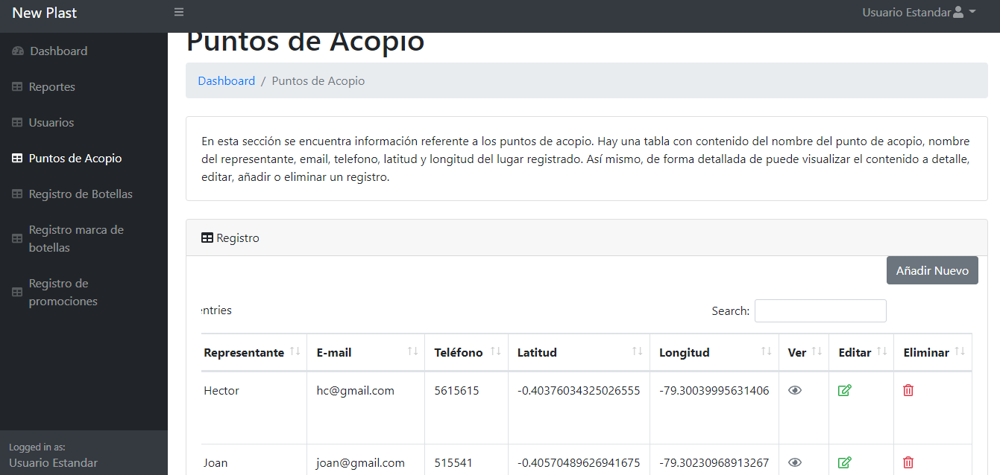 New Plast
Usuario Estandar
Dashboard
Reportes
Usuarios
Puntos de Acopio
Registro de Botellas
Registro marca de
botellas
Registro de
promociones
Logged in as:
Usuario Estandar
Puntos de Acopio
Dashboard / Puntos de Acopio
En esta sección se encuentra información referente a los puntos de acopio. Hay una tabla con contenido del nombre del punto de acopio, nombre
del representante, email, telefono, latitud y longitud del lugar registrado. Así mismo, de forma detallada de puede visualizar el contenido a detalle,
editar, añadir o eliminar un registro.
Registro
Añadir Nuevo
entries Search:
Representante E-mail Teléfono Latitud Longitud Ver Editar Eliminar
Hector hc@gmail.com 5615615 -0.40376034325026555 -79.30039995631406
Joan joan@gmail.com 515541 -0.40570489626941675 -79.30230968913267